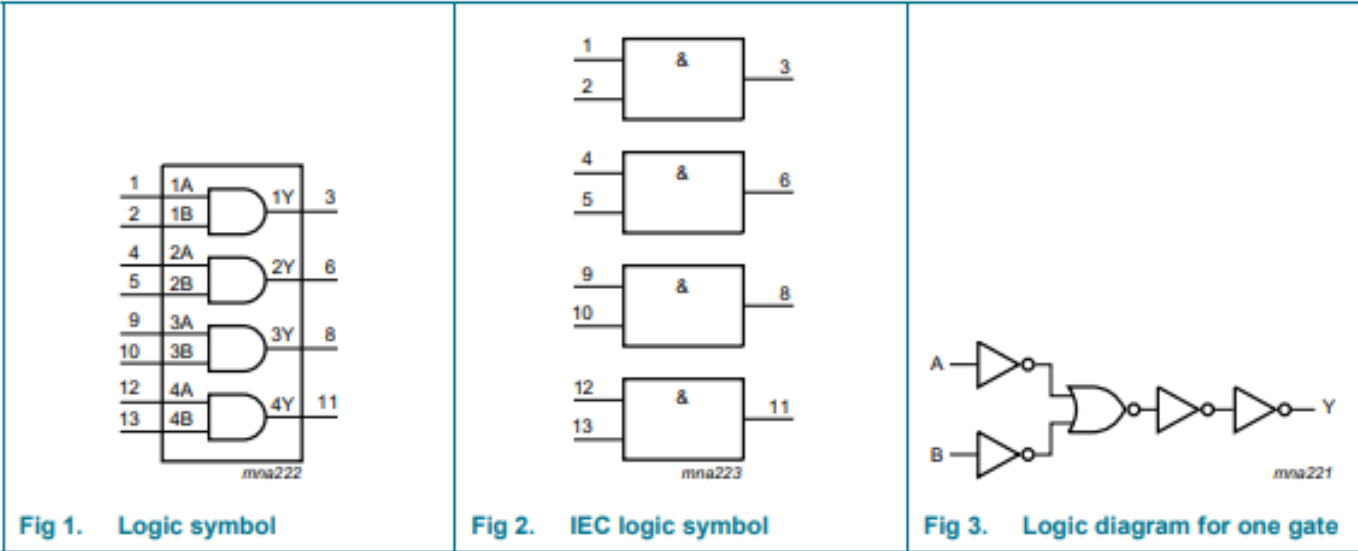 1 1A 1Y 3
2 1B
4 2A 2Y 6
5 2B
9 3A 3Y 8
10 3B
12 4A 4Y 11
13 4B
mna222
Fig 1. Logic symbol
1 & 3
2
4 & 6
5
9 & 8
10
12 & 11
13
mna223
Fig 2. IEC logic symbol
A
Y
B
mna221
Fig 3. Logic diagram for one gate